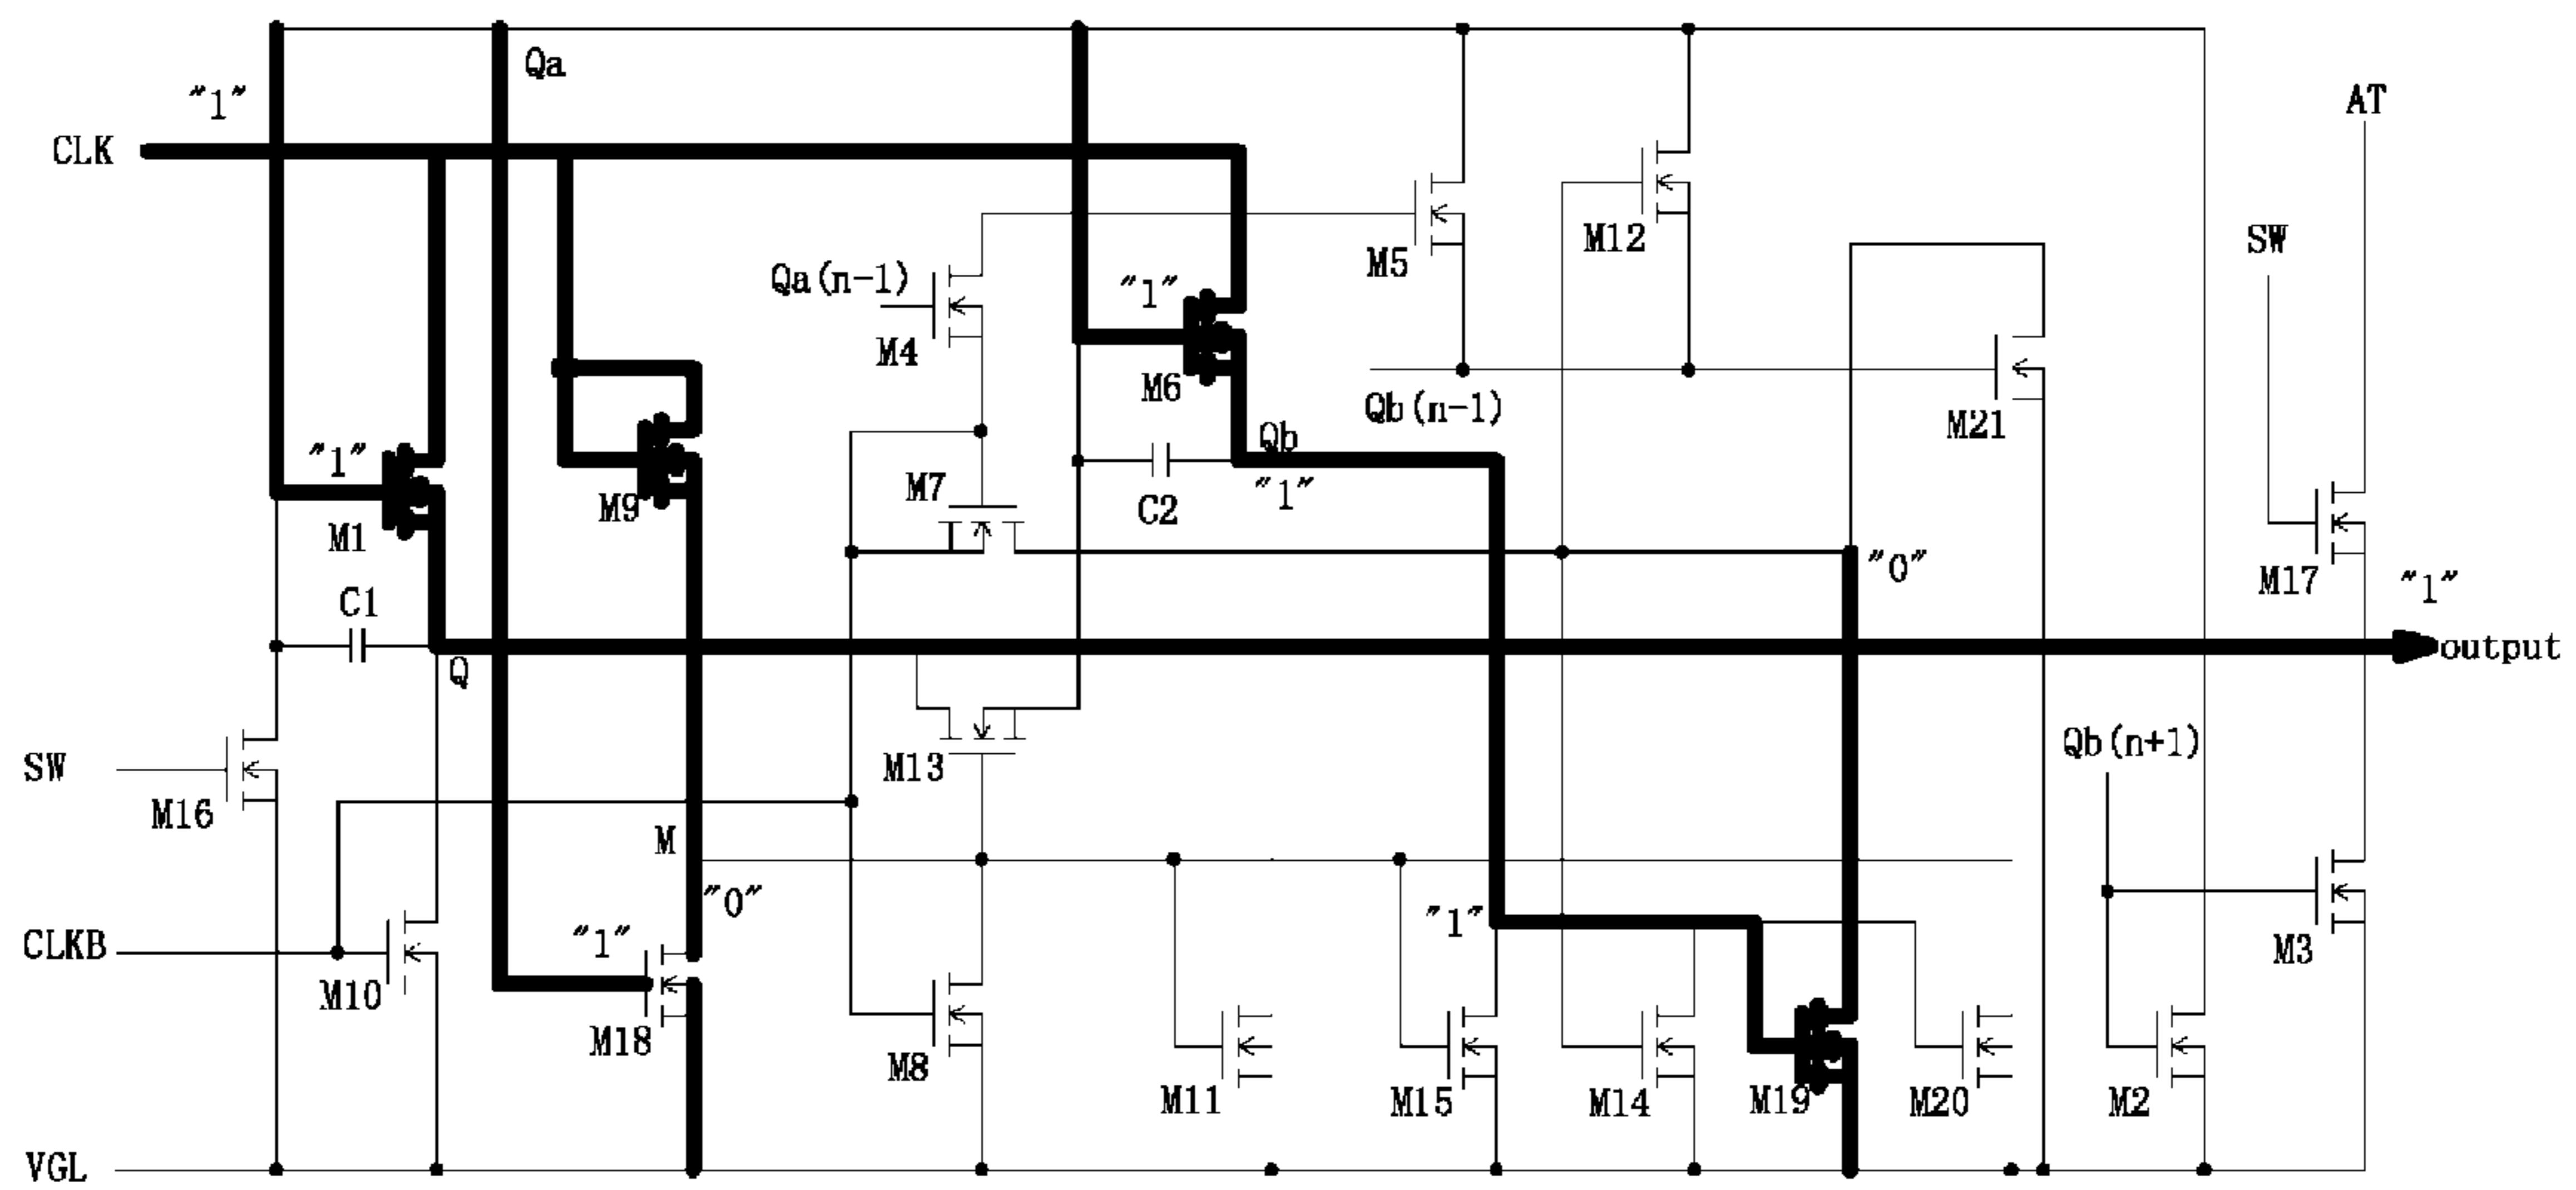 Qa
"1"
AT
CLK
SW
M12
M5
Qa(n-1)
"1"
M4
M6
Qb(n-1)
M21
Qb
"1"
M7
"1"
C2
M9
M1
"0"
M17
"1"
C1
output
Q
SW
M13
Qb(n+1)
M16
M
"0"
"1"
"1"
CLKB
M3
M10
M18
M8
M11
M15
M14
M19
M20
M2
VGL